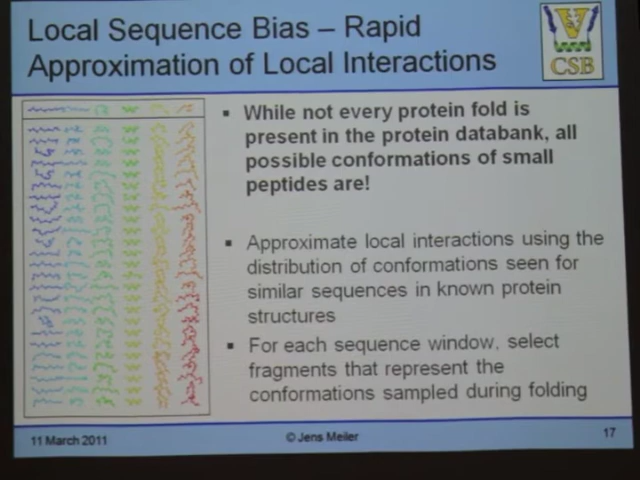 Local Sequence Bias – Rapid
Approximation of Local Interactions
CSB
▪ While not every protein fold is
present in the protein databank, all
possible conformations of small
peptides are!
▪ Approximate local interactions using the
distribution of conformations seen for
similar sequences in known protein
structures
▪ For each sequence window, select
fragments that represent the
conformations sampled during folding
11 March 2011
© Jens Meiler
17